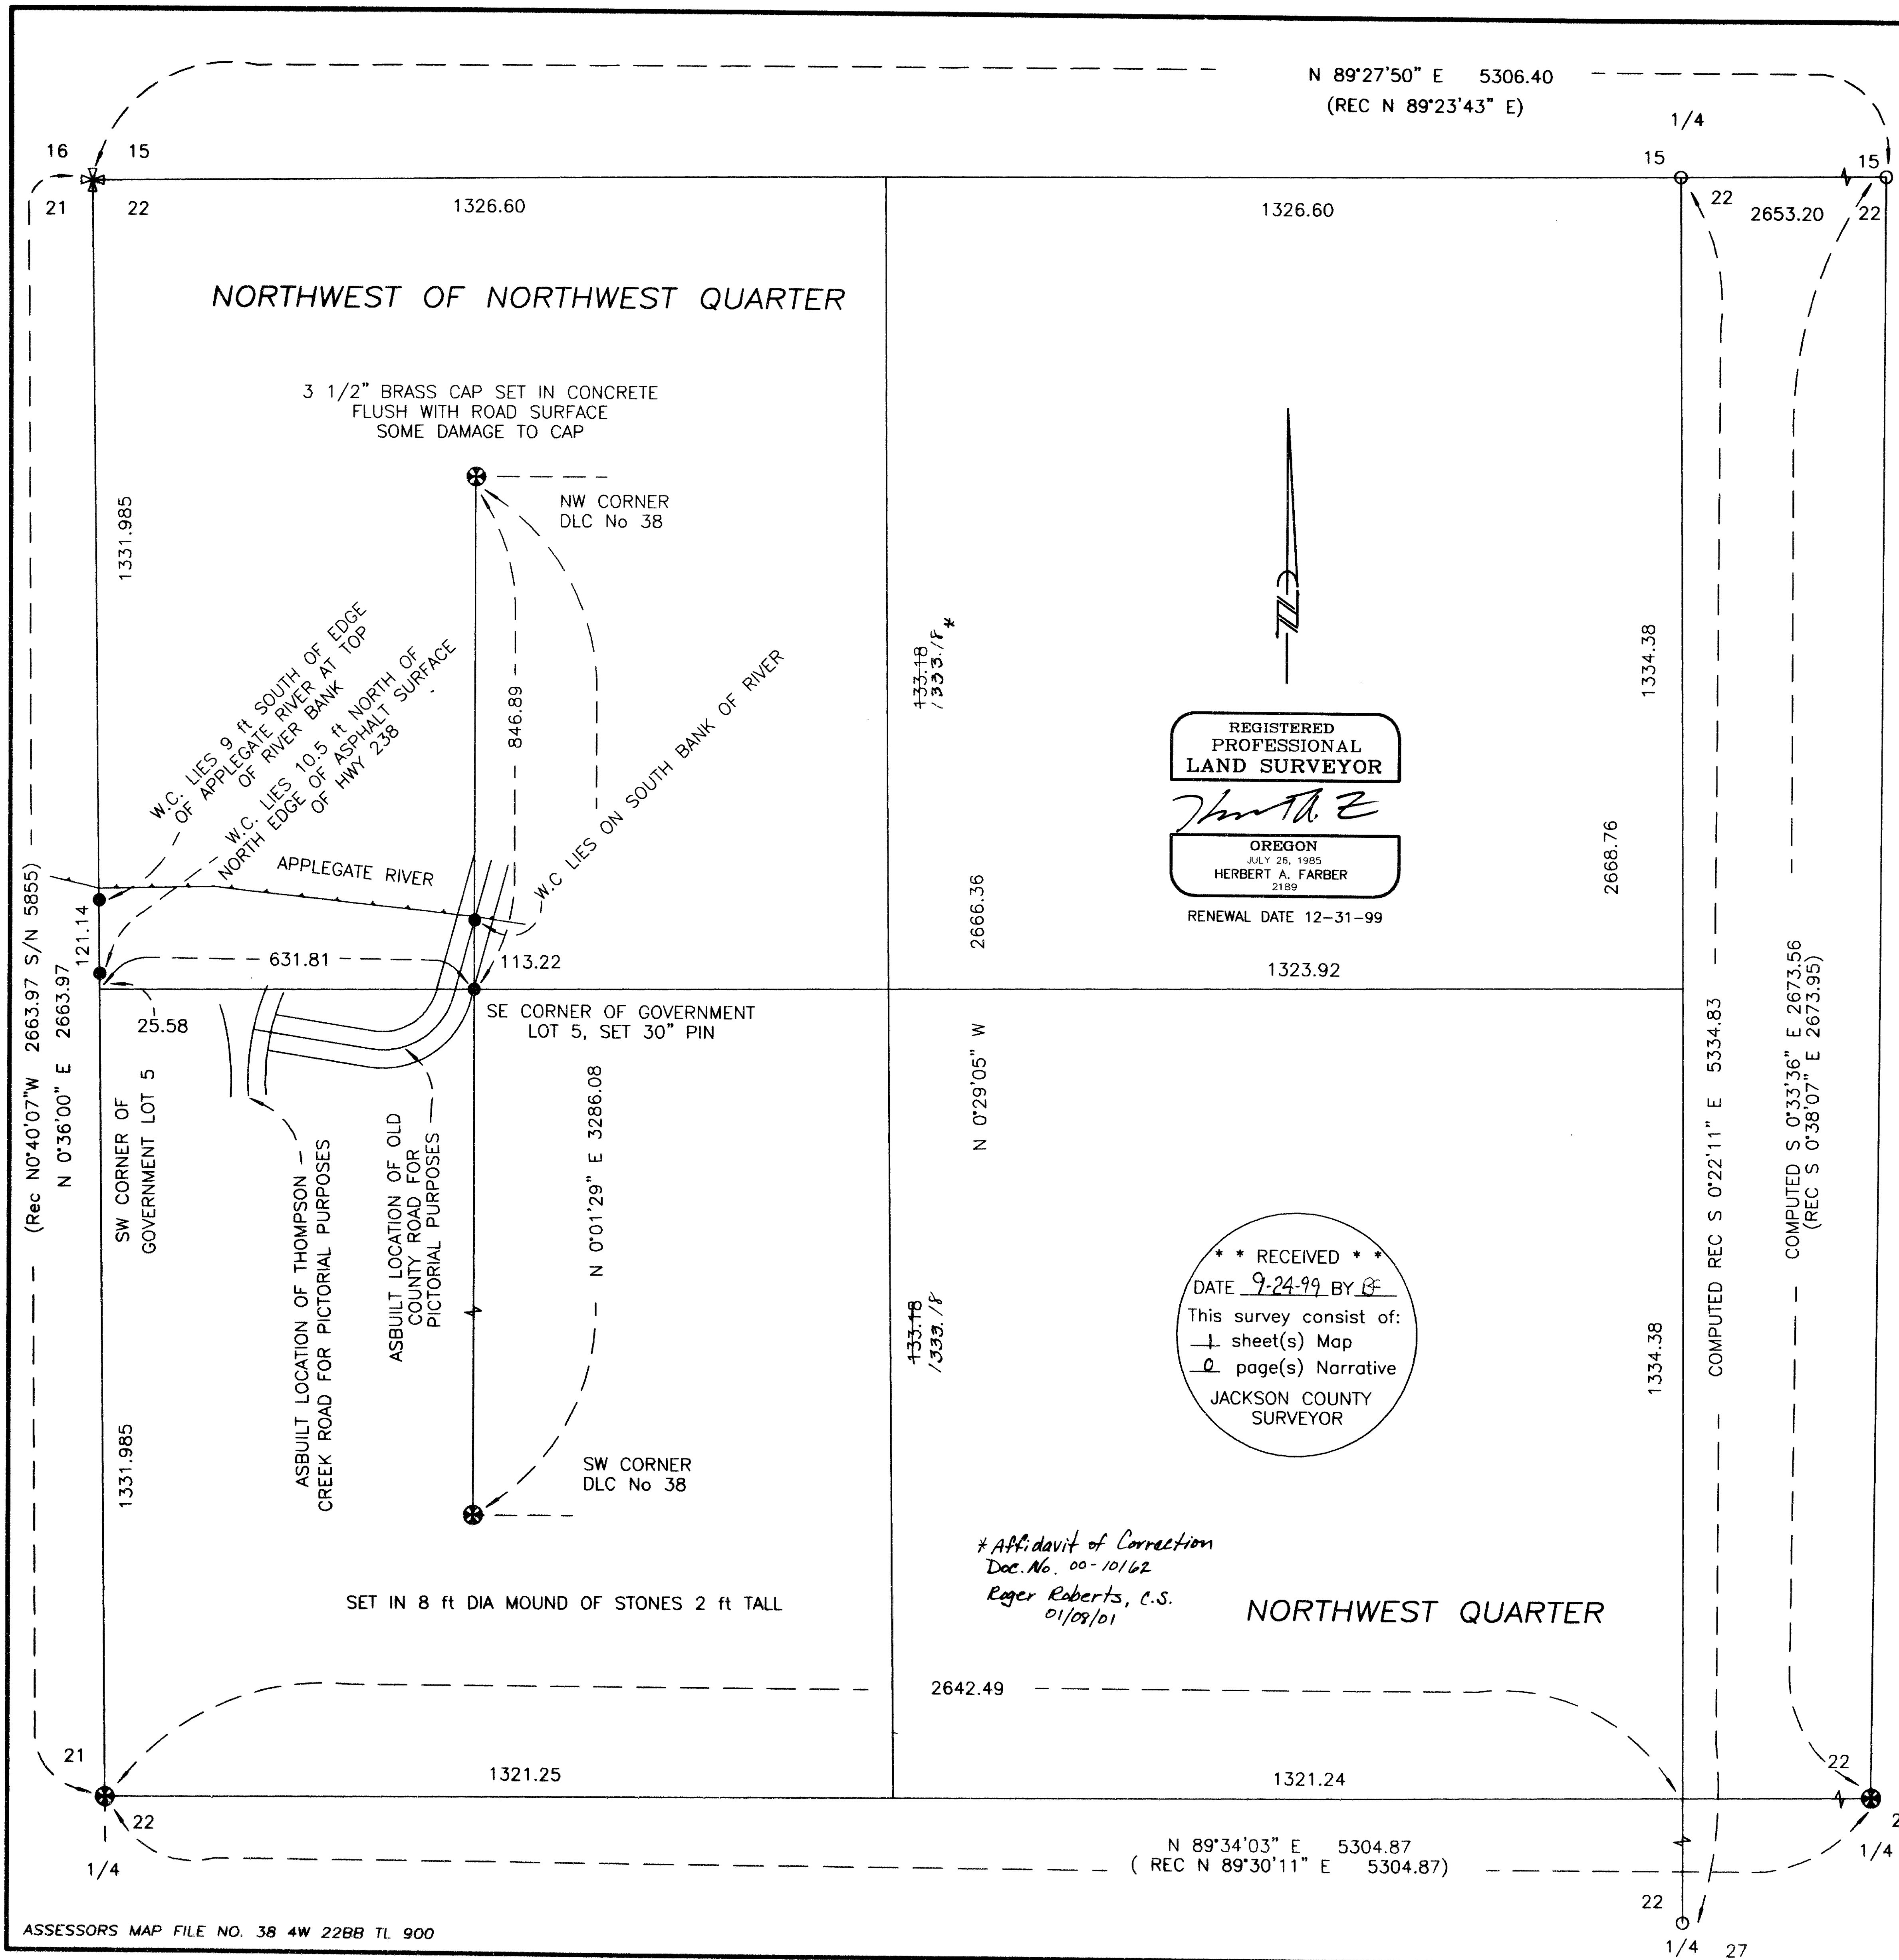 N 89°27'50" E 5306.40
(REC N 89°23'43" E)
1/4
16 15
15
15
21 22
1326.60
1326.60
22
2653.20
22
NORTHWEST OF NORTHWEST QUARTER
3 1/2" BRASS CAP SET IN CONCRETE
FLUSH WITH ROAD SURFACE
SOME DAMAGE TO CAP
NW CORNER
DLC No 38
1331.985
W.C. LIES 9 ft SOUTH OF EDGE
OF APPLEGATE RIVER AT TOP
OF RIVER BANK
W.C. LIES 10.5 ft NORTH OF
NORTH EDGE OF ASPHALT SURFACE
OF HWY 238
846.89
W.C LIES ON SOUTH BANK OF RIVER
133.18
1333.18 *
1334.38
REGISTERED
PROFESSIONAL
LAND SURVEYOR
OREGON
JULY 26, 1985
HERBERT A. FARBER
2189
RENEWAL DATE 12-31-99
APPLEGATE RIVER
(Rec N0°40'07"W 2663.97 S/N 5855)
N 0°36'00" E 2663.97
121.14
631.81
113.22
2666.36
N 0°29'05" W
1323.92
2668.76
25.58
SE CORNER OF GOVERNMENT
LOT 5, SET 30" PIN
SW CORNER OF
GOVERNMENT LOT 5
ASBUILT LOCATION OF THOMPSON
CREEK ROAD FOR PICTORIAL PURPOSES
ASBUILT LOCATION OF OLD
COUNTY ROAD FOR
PICTORIAL PURPOSES
N 0°01'29" E 3286.08
COMPUTED REC S 0°22'11" E 5334.83
COMPUTED S 0°33'36" E 2673.56
(REC S 0°38'07" E 2673.95)
* * RECEIVED * *
DATE 9-24-99 BY BF
This survey consist of:
1 sheet(s) Map
0 page(s) Narrative
JACKSON COUNTY
SURVEYOR
133.18
1333.18
1334.38
1331.985
SW CORNER
DLC No 38
* Affidavit of Correction
Doc. No. 00-10162
Roger Roberts, C.S.
01/09/01
SET IN 8 ft DIA MOUND OF STONES 2 ft TALL
NORTHWEST QUARTER
2642.49
21
1321.25
1321.24
22
22
2
1/4
N 89°34'03" E 5304.87
( REC N 89°30'11" E 5304.87)
1/4
22
ASSESSORS MAP FILE NO. 38 4W 22BB TL 900
1/4 27